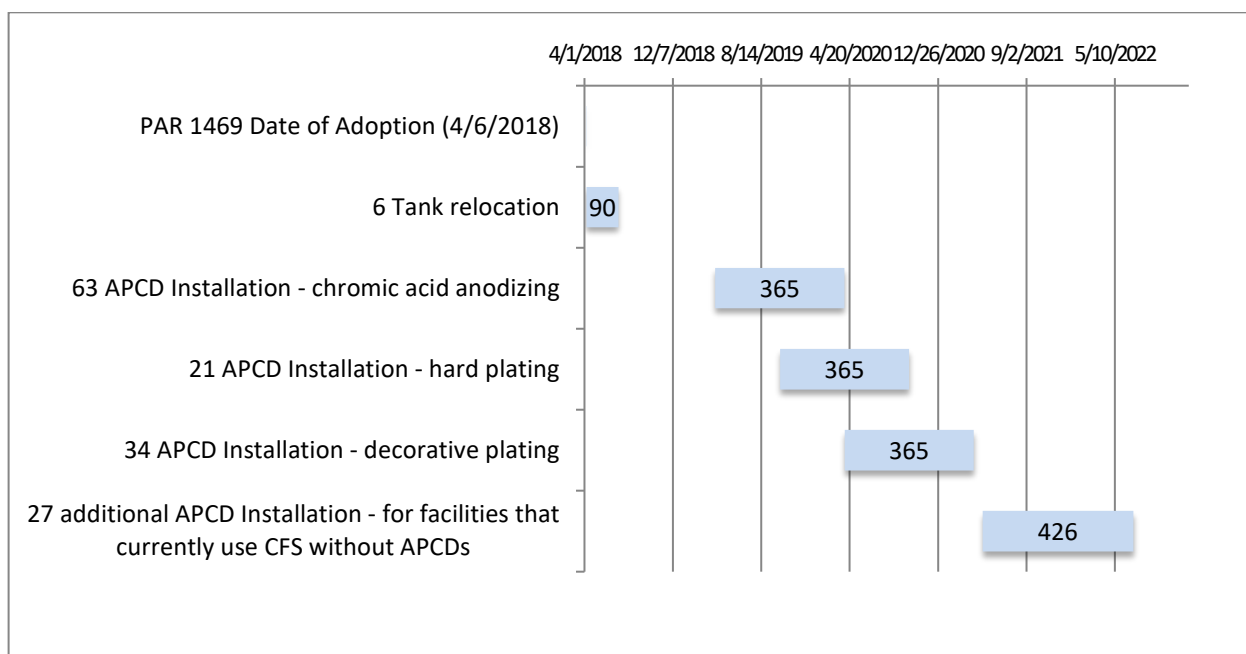 4/1/2018 12/7/2018 8/14/2019 4/20/2020 12/26/2020 9/2/2021 5/10/2022
PAR 1469 Date of Adoption (4/6/2018)
6 Tank relocation
90
63 APCD Installation - chromic acid anodizing
365
21 APCD Installation - hard plating
365
34 APCD Installation - decorative plating
365
27 additional APCD Installation - for facilities that
currently use CFS without APCDs
426